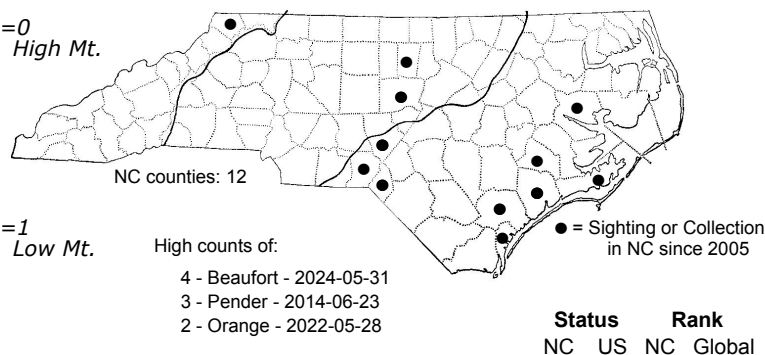 =0
High Mt.
NC counties: 12
=1
Low Mt.
High counts of:
4 - Beaufort - 2024-05-31
3 - Pender - 2014-06-23
2 - Orange - 2022-05-28
● = Sighting or Collection
in NC since 2005
Status Rank
NC US NC Global